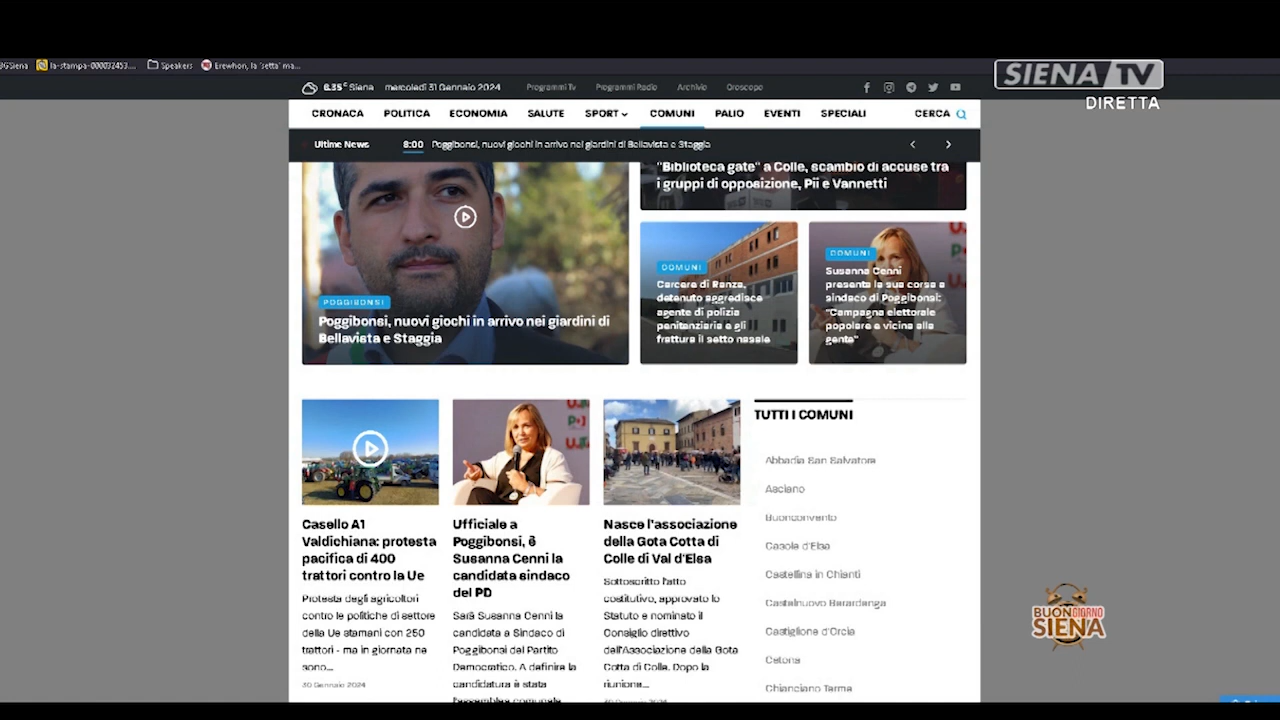 la-stampa-000032453....
Speakers
Erewhon, la 'setta' ma...
SIENA TV
DIRETTA
6.35°C Siena
mercoledì 31 Gennaio 2024
Programmi Tv
Programmi Radio
Archivio
Oroscopo
CRONACA
POLITICA
ECONOMIA
SALUTE
SPORT
COMUNI
PALIO
EVENTI
SPECIALI
CERCA
Ultime News
8:00
Poggibonsi, nuovi giochi in arrivo nei giardini di Bellavista e Staggia
"Biblioteca gate" a Colle, scambio di accuse tra
i gruppi di opposizione, Pii e Vannetti
POGGIBONSI
Poggibonsi, nuovi giochi in arrivo nei giardini di
Bellavista e Staggia
COMUNI
Carcere di Ranza,
detenuto aggredisce
agente di polizia
penitenziaria e gli
frattura il setto nasale
COMUNI
Susanna Cenni
presenta la sua corsa a
sindaco di Poggibonsi:
"Campagna elettorale
popolare e vicina alla
gente"
Casello A1
Valdichiana: protesta
pacifica di 400
trattori contro la Ue
Protesta degli agricoltori
contro le politiche di settore
della Ue stamani con 250
trattori - ma in giornata ne
sono...
30 Gennaio 2024
Ufficiale a
Poggibonsi, è
Susanna Cenni la
candidata sindaco
del PD
Sarà Susanna Cenni la
candidata a Sindaco di
Poggibonsi del Partito
Democratico. A definire la
candidatura è stata
l'assemblea comunale
Nasce l'associazione
della Gota Cotta di
Colle di Val d'Elsa
Sottoscritto l'atto
costitutivo, approvato lo
Statuto e nominato il
Consiglio direttivo
dell'Associazione della Gota
Cotta di Colle. Dopo la
riunione...
30 Gennaio 2024
TUTTI I COMUNI
Abbadia San Salvatore
Asciano
Buonconvento
Casole d'Elsa
Castellina in Chianti
Castelnuovo Berardenga
Castiglione d'Orcia
Cetona
Chianciano Terme
BUONGIORNO
SIENA